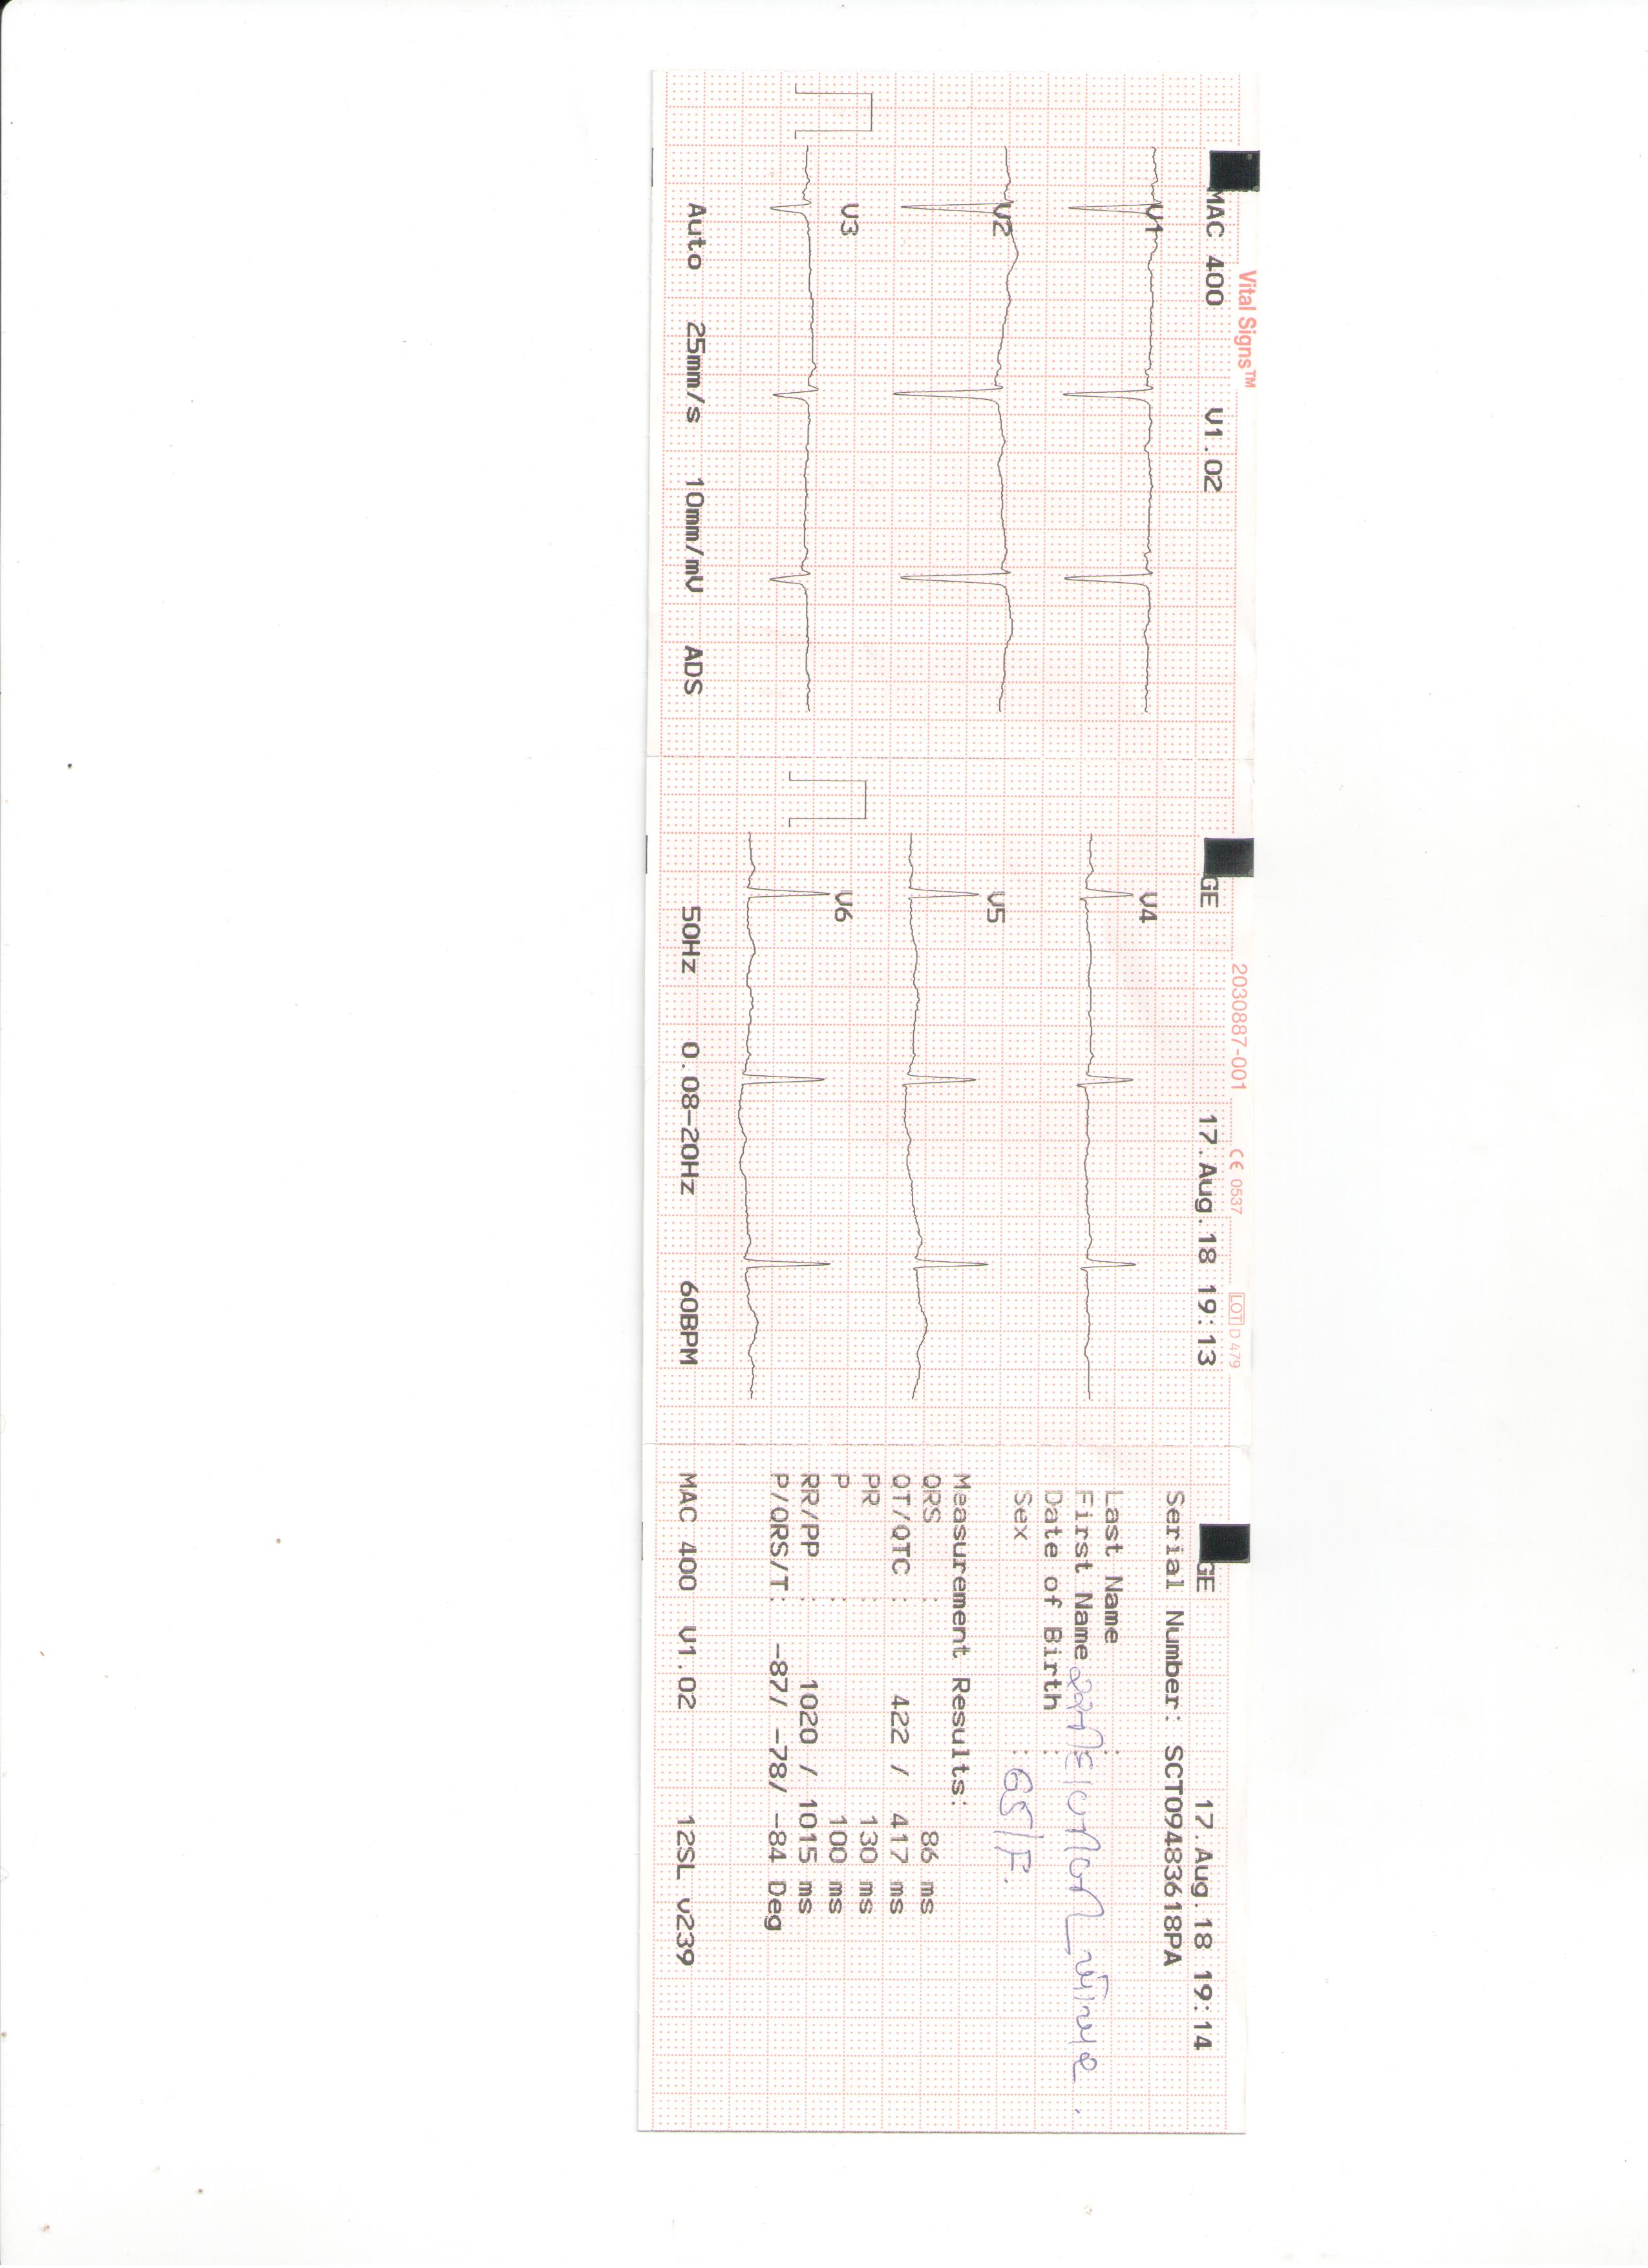 Vital Signs™ 2030887-001 CE 0537 LOT D 479
MAC 400 V1.02
V1
V2
V3
Auto 25mm/s 10mm/mV ADS
GE 17.Aug.18 19:13
V4
V5
V6
50Hz 0.08-20Hz 60BPM
GE 17.Aug.18 19:14
Serial Number: SCT09483618PA
Last Name :
First Name
Date of Birth :
Sex : 65/F.
Measurement Results:
QRS : 86 ms
QT/QTC : 422 / 417 ms
PR : 130 ms
P : 100 ms
RR/PP : 1020 / 1015 ms
P/QRS/T: -87/ -78/ -84 Deg
MAC 400 V1.02 12SL v239